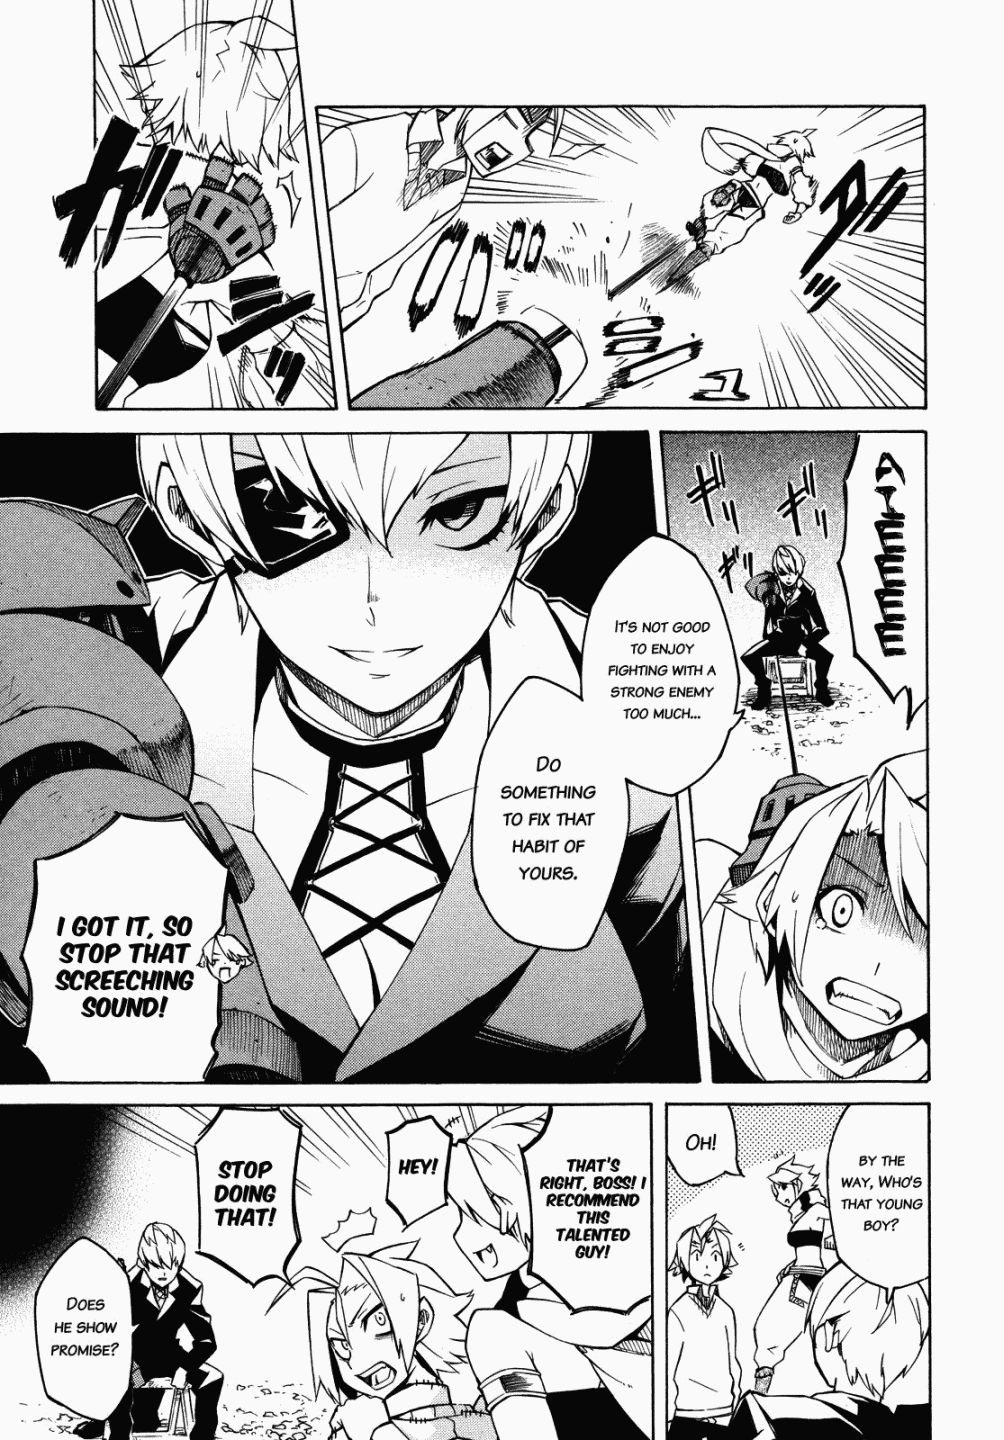 IT'S NOT GOOD
TO ENJOY
FIGHTING WITH A
STRONG ENEMY
TOO MUCH...
DO
SOMETHING
TO FIX THAT
HABIT OF
YOURS.
I GOT IT, SO
STOP THAT
SCREECHING
SOUND!
BY THE
WAY, WHO'S
THAT YOUNG
BOY?
OH!
THAT'S
RIGHT, BOSS! I
RECOMMEND
THIS
TALENTED
GUY!
HEY!
STOP
DOING
THAT!
DOES
HE SHOW
PROMISE?